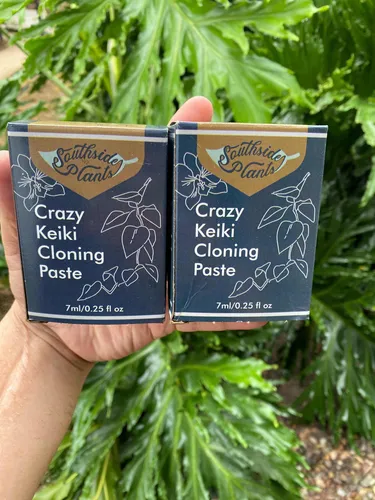 Southside
Plants
Crazy
Keiki
Cloning
Paste
7ml/0.25 fl oz
Southside
Plants
Crazy
Keiki
Cloning
Paste
7ml/0.25 fl oz